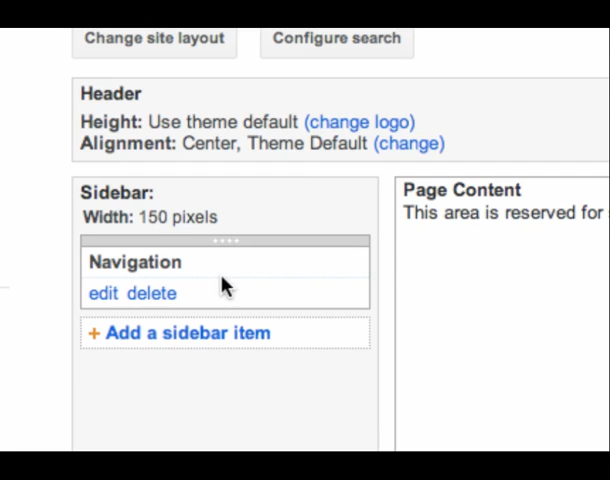 Change site layout
Configure search
Header
Height: Use theme default (change logo)
Alignment: Center, Theme Default (change)
Sidebar:
Width: 150 pixels
Navigation
edit delete
+ Add a sidebar item
Page Content
This area is reserved for